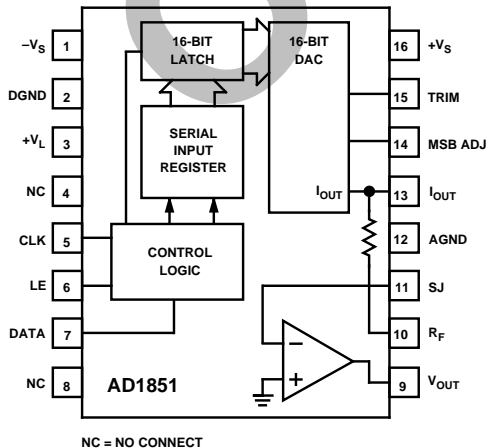 –VS 1
DGND 2
+VL 3
NC 4
CLK 5
LE 6
DATA 7
NC 8
16-BIT
LATCH
SERIAL
INPUT
REGISTER
CONTROL
LOGIC
16-BIT
DAC
IOUT
AD1851
– 
+
16 +VS
15 TRIM
14 MSB ADJ
13 IOUT
12 AGND
11 SJ
10 RF
9 VOUT
NC = NO CONNECT